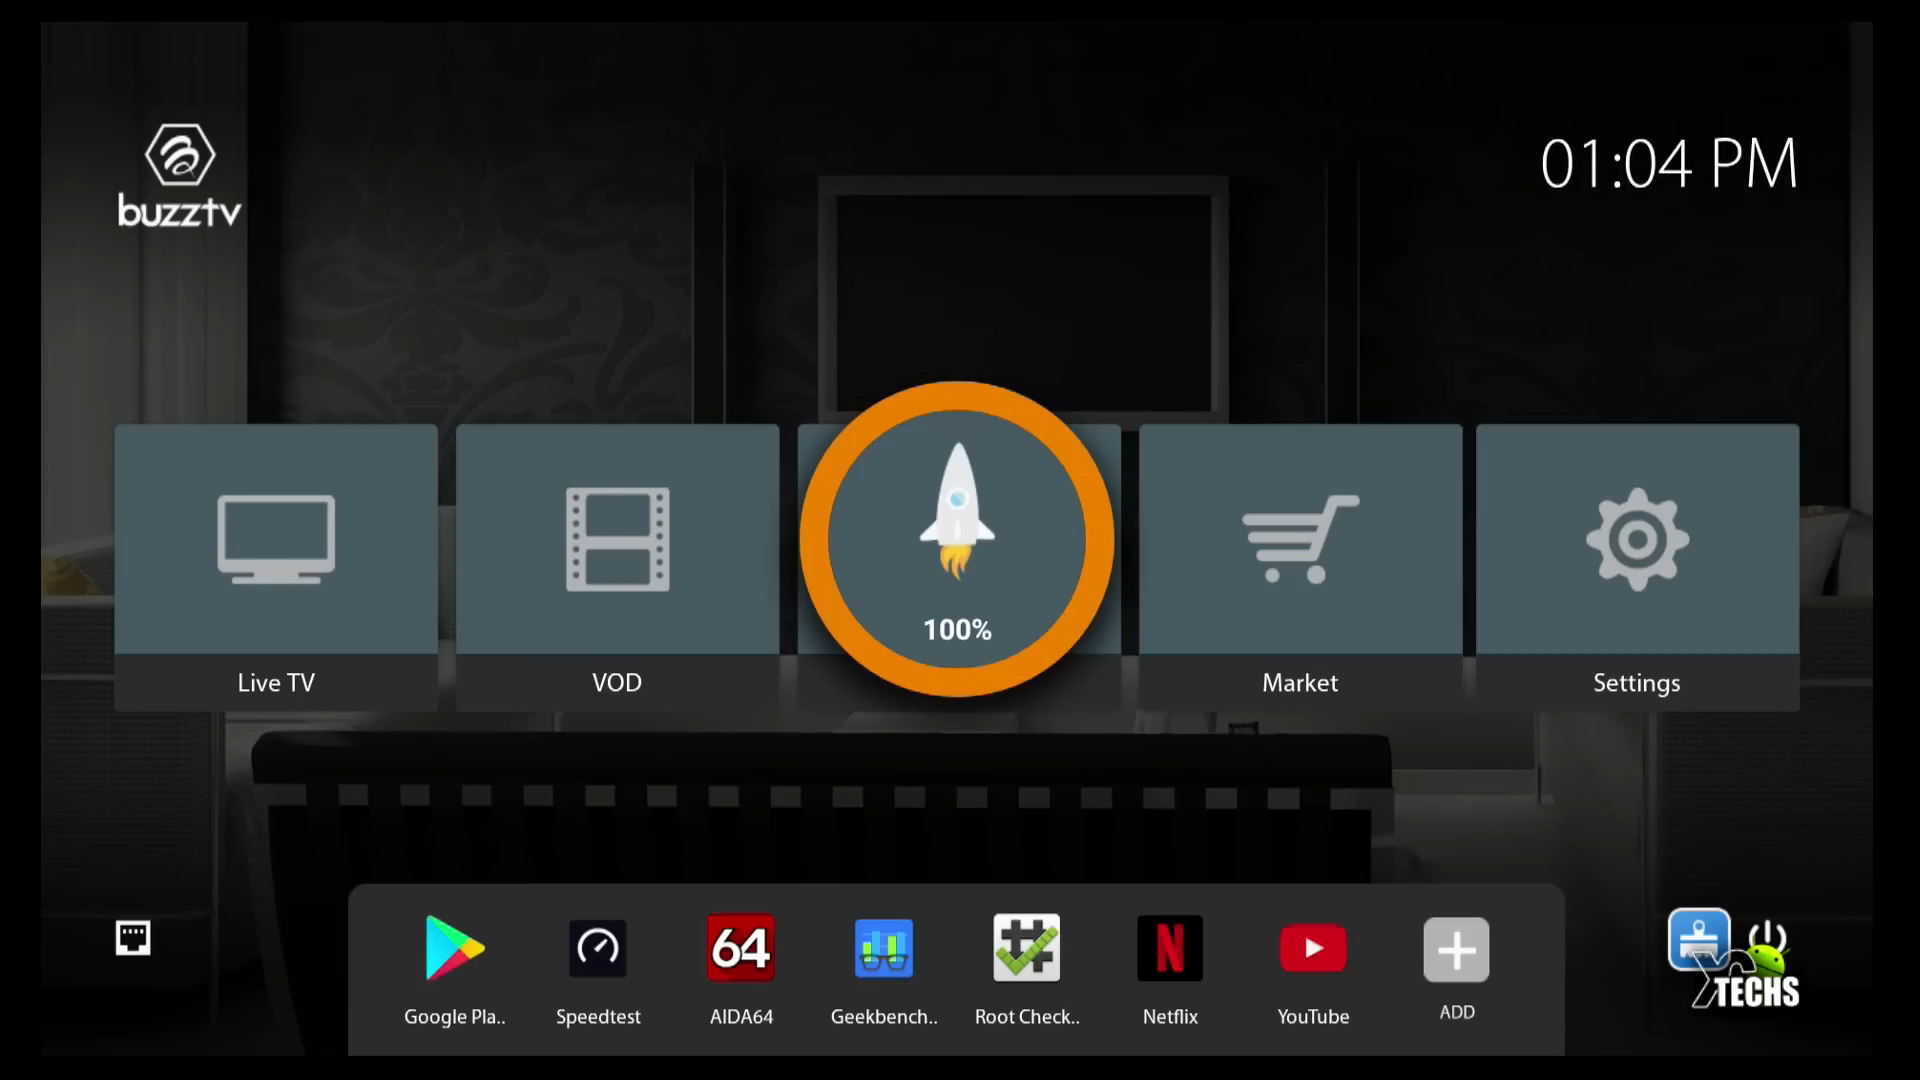 buzztv
01:04 PM
100%
Live TV
VOD
Market
Settings
64
Google Pla..
Speedtest
AIDA64
Geekbench..
Root Check..
N
Netflix
YouTube
ADD
XTECHS